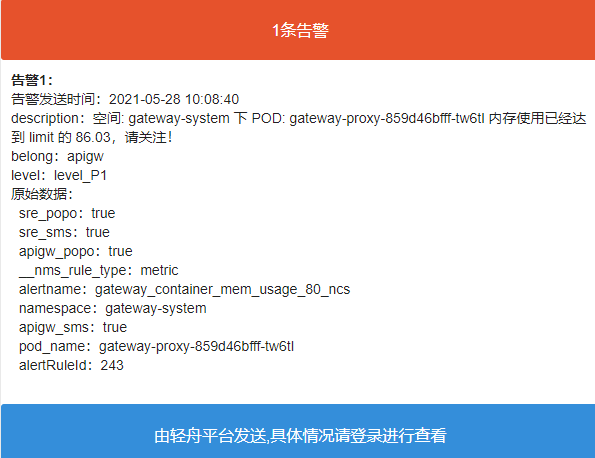 1条告警
告警1：
告警发送时间：2021-05-28 10:08:40
description：空间: gateway-system 下 POD: gateway-proxy-859d46bfff-tw6tl 内存使用已经达
到 limit 的 86.03，请关注！
belong：apigw
level：level_P1
原始数据：
sre_popo：true
sre_sms：true
apigw_popo：true
__nms_rule_type：metric
alertname：gateway_container_mem_usage_80_ncs
namespace：gateway-system
apigw_sms：true
pod_name：gateway-proxy-859d46bfff-tw6tl
alertRuleId：243
由轻舟平台发送,具体情况请登录进行查看